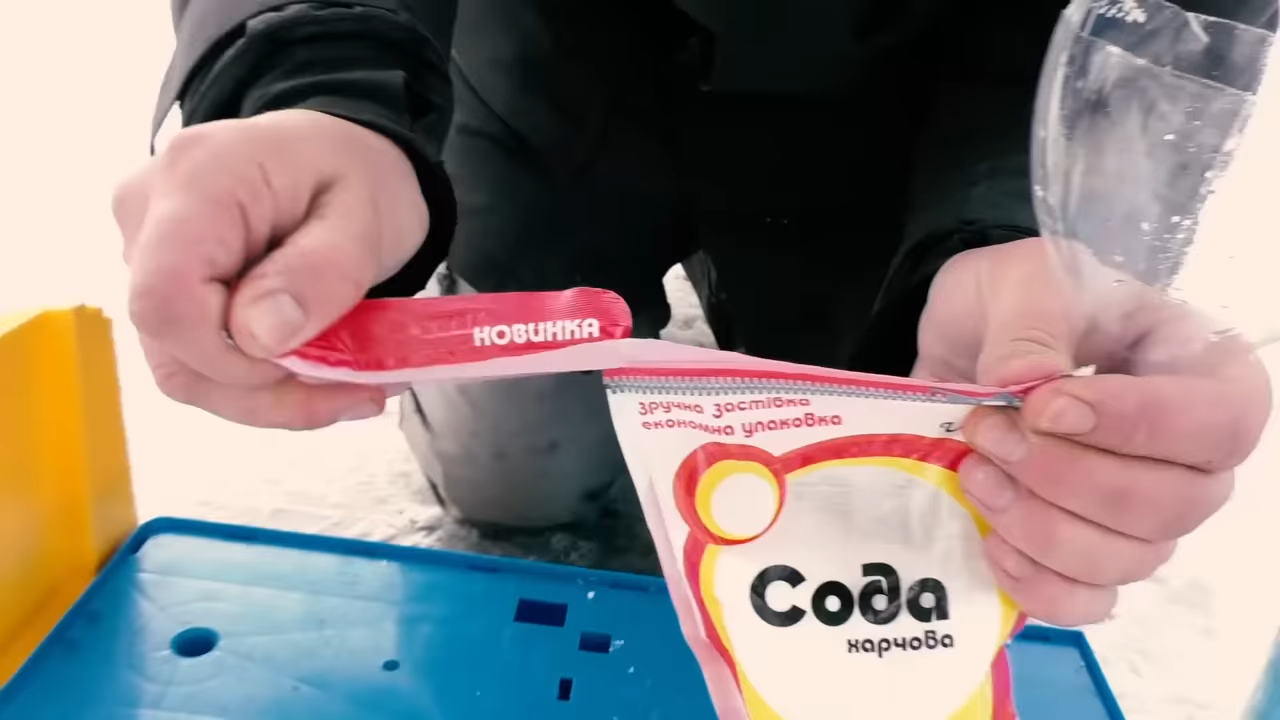 НОВИНКА
зручна застібка
економна упаковка
Сода
харчова